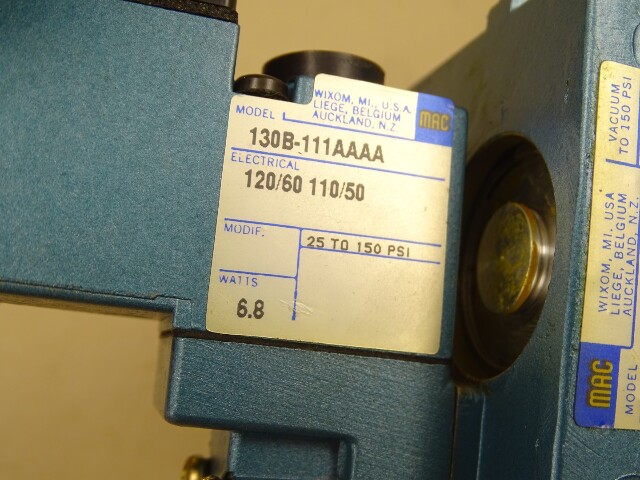 WIXOM, MI., U.S.A.
LIEGE, BELGIUM
AUCKLAND, N.Z.
MAC
MODEL
130B-111AAAA
ELECTRICAL
120/60 110/50
MODIF.
25 TO 150 PSI
WATTS
6.8
VACUUM
TO 150 PSI
WIXOM, MI. USA
LIEGE, BELGIUM
AUCKLAND, N.Z.
MAC
MODEL